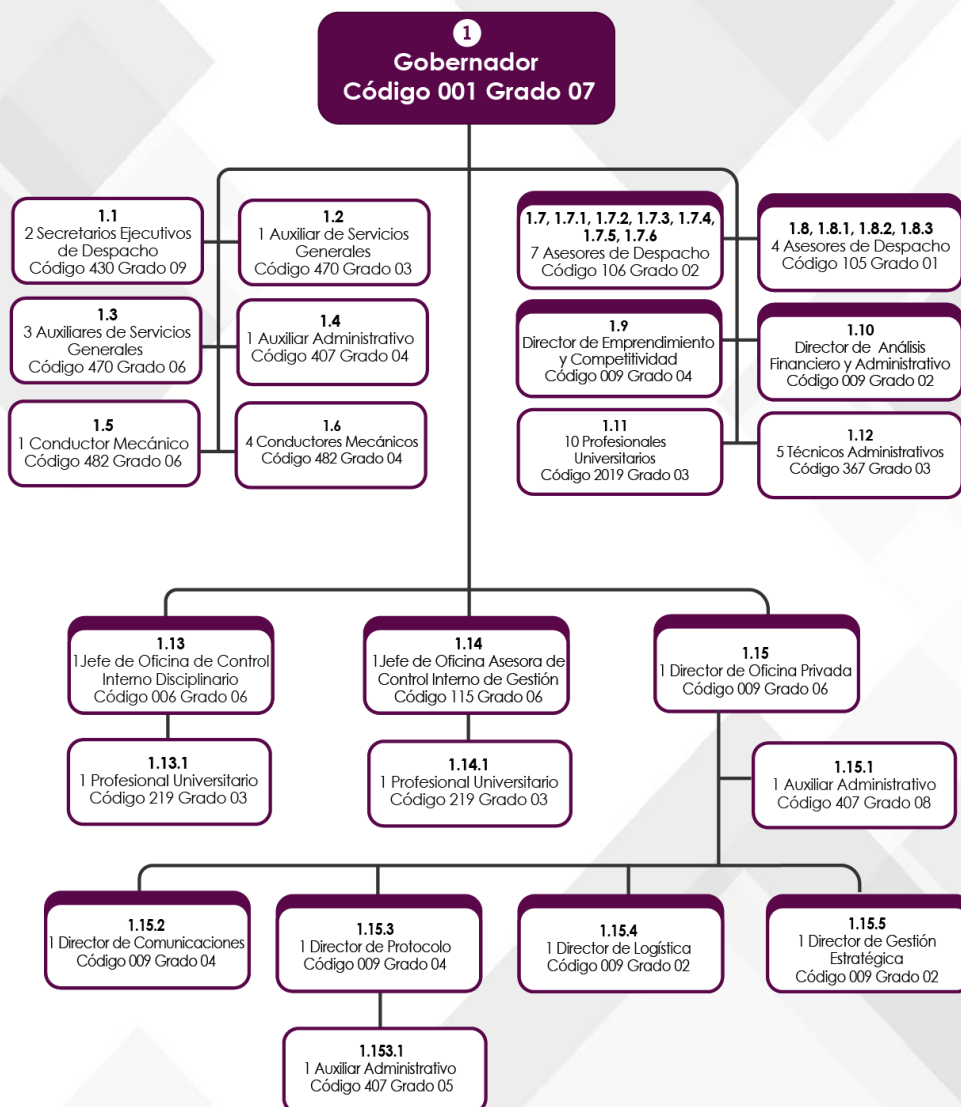 1
Gobernador
Código 001 Grado 07
1.1
2 Secretarios Ejecutivos
de Despacho
Código 430 Grado 09
1.2
1 Auxiliar de Servicios
Generales
Código 470 Grado 03
1.3
3 Auxiliares de Servicios
Generales
Código 470 Grado 06
1.4
1 Auxiliar Administrativo
Código 407 Grado 04
1.5
1 Conductor Mecánico
Código 482 Grado 06
1.6
4 Conductores Mecánicos
Código 482 Grado 04
1.7, 1.7.1, 1.7.2, 1.7.3, 1.7.4,
1.7.5, 1.7.6
7 Asesores de Despacho
Código 106 Grado 02
1.8, 1.8.1, 1.8.2, 1.8.3
4 Asesores de Despacho
Código 105 Grado 01
1.9
Director de Emprendimiento
y Competitividad
Código 009 Grado 04
1.10
Director de Análisis
Financiero y Administrativo
Código 009 Grado 02
1.11
10 Profesionales
Universitarios
Código 2019 Grado 03
1.12
5 Técnicos Administrativos
Código 367 Grado 03
1.13
1Jefe de Oficina de Control
Interno Disciplinario
Código 006 Grado 06
1.14
1Jefe de Oficina Asesora de
Control Interno de Gestión
Código 115 Grado 06
1.15
1 Director de Oficina Privada
Código 009 Grado 06
1.13.1
1 Profesional Universitario
Código 219 Grado 03
1.14.1
1 Profesional Universitario
Código 219 Grado 03
1.15.1
1 Auxiliar Administrativo
Código 407 Grado 08
1.15.2
1 Director de Comunicaciones
Código 009 Grado 04
1.15.3
1 Director de Protocolo
Código 009 Grado 04
1.15.4
1 Director de Logística
Código 009 Grado 02
1.15.5
1 Director de Gestión
Estratégica
Código 009 Grado 02
1.153.1
1 Auxiliar Administrativo
Código 407 Grado 05